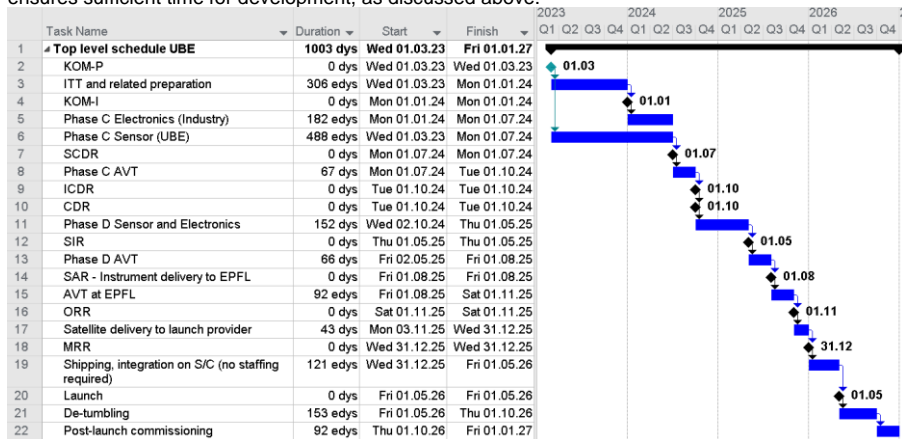 ensures sufficient time for development, as discussed above.
2023 2024 2025 2026
Task Name Duration Start Finish Q1 Q2 Q3 Q4 Q1 Q2 Q3 Q4 Q1 Q2 Q3 Q4 Q1 Q2 Q3 Q4
1 Top level schedule UBE 1003 dys Wed 01.03.23 Fri 01.01.27
2 KOM-P 0 dys Wed 01.03.23 Wed 01.03.23 01.03
3 ITT and related preparation 306 edys Wed 01.03.23 Mon 01.01.24
4 KOM-I 0 dys Mon 01.01.24 Mon 01.01.24 01.01
5 Phase C Electronics (Industry) 182 edys Mon 01.01.24 Mon 01.07.24
6 Phase C Sensor (UBE) 488 edys Wed 01.03.23 Mon 01.07.24
7 SCDR 0 dys Mon 01.07.24 Mon 01.07.24 01.07
8 Phase C AVT 67 dys Mon 01.07.24 Tue 01.10.24
9 ICDR 0 dys Tue 01.10.24 Tue 01.10.24 01.10
10 CDR 0 dys Tue 01.10.24 Tue 01.10.24 01.10
11 Phase D Sensor and Electronics 152 dys Wed 02.10.24 Thu 01.05.25
12 SIR 0 dys Thu 01.05.25 Thu 01.05.25 01.05
13 Phase D AVT 66 dys Fri 02.05.25 Fri 01.08.25
14 SAR - Instrument delivery to EPFL 0 dys Fri 01.08.25 Fri 01.08.25 01.08
15 AVT at EPFL 92 edys Fri 01.08.25 Sat 01.11.25
16 ORR 0 dys Sat 01.11.25 Sat 01.11.25 01.11
17 Satellite delivery to launch provider 43 dys Mon 03.11.25 Wed 31.12.25
18 MRR 0 dys Wed 31.12.25 Wed 31.12.25 31.12
19 Shipping, integration on S/C (no staffing 121 edys Wed 31.12.25 Fri 01.05.26
required)
20 Launch 0 dys Fri 01.05.26 Fri 01.05.26 01.05
21 De-tumbling 153 edys Fri 01.05.26 Thu 01.10.26
22 Post-launch commissioning 92 edys Thu 01.10.26 Fri 01.01.27